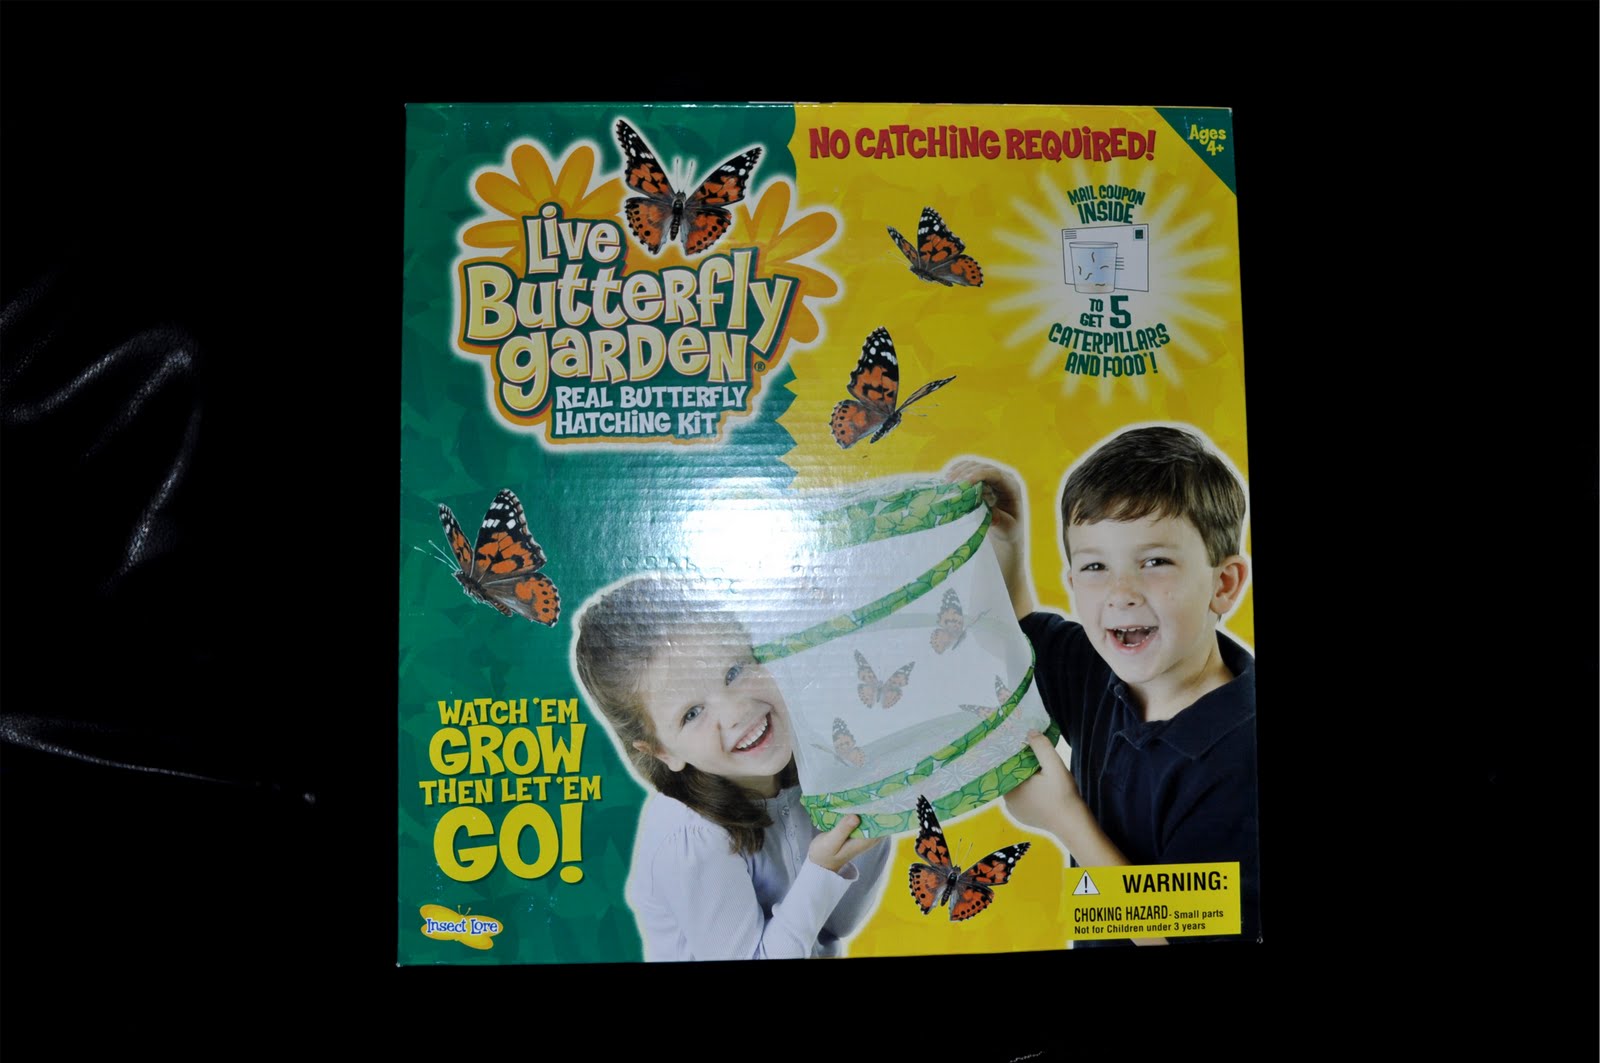 Live
Butterfly
garden®
REAL BUTTERFLY
HATCHING KIT
NO CATCHING REQUIRED!
Ages
4+
MAIL COUPON
INSIDE
TO
GET 5
CATERPILLARS
AND FOOD*!
WATCH 'EM
GROW
THEN LET 'EM
GO!
Insect Lore
WARNING:
CHOKING HAZARD - Small parts
Not for Children under 3 years